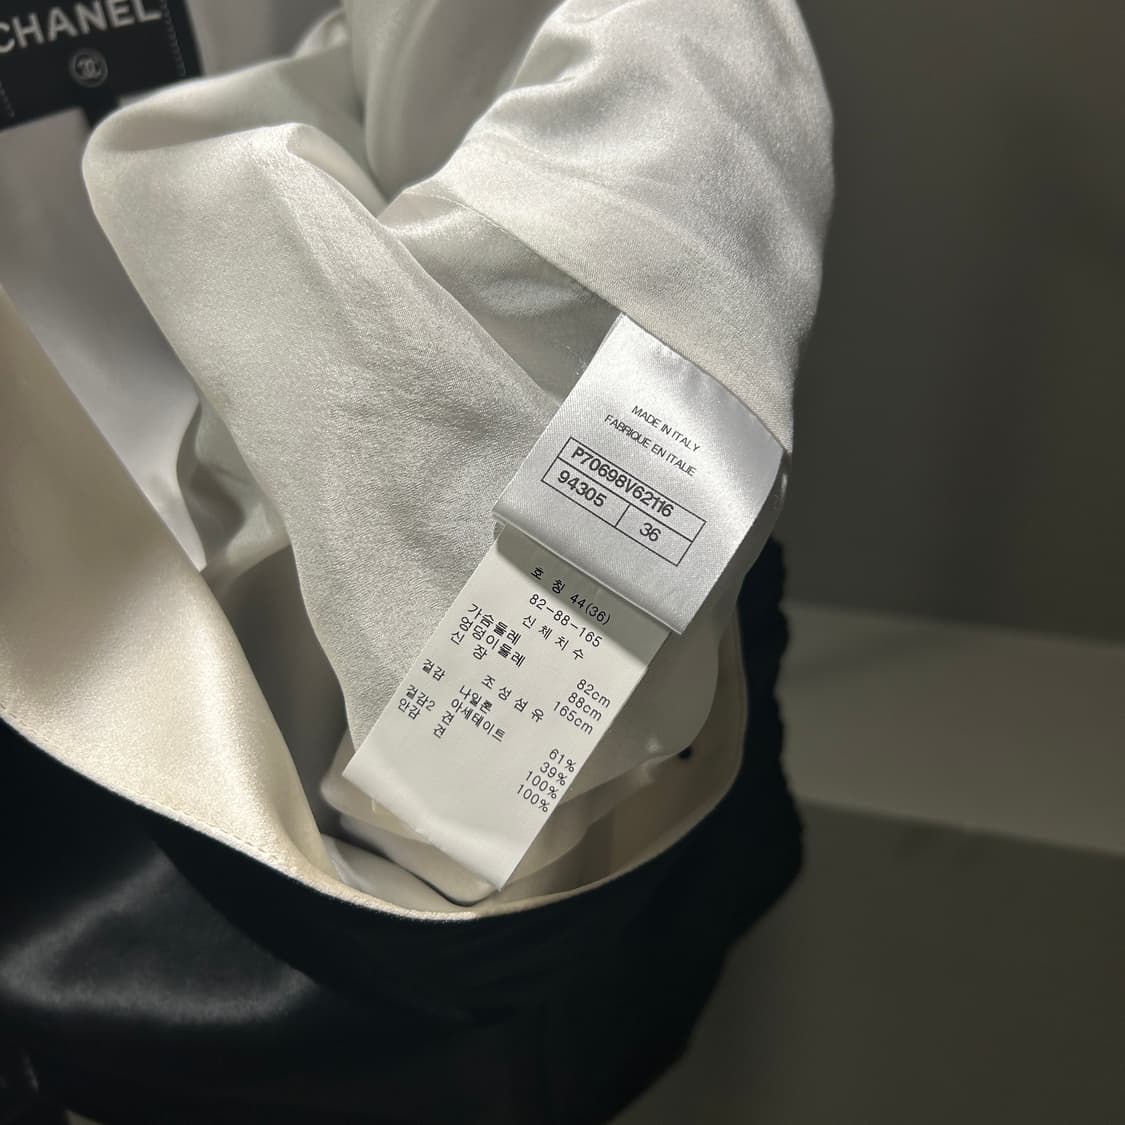 CHANEL
MADE IN ITALY
FABRIQUE EN ITALIE
P70698V62116
94305 36
호 칭 44(36)
82-88-165
신 체 치 수
가슴둘레 82cm
엉덩이둘레 88cm
신 장 165cm
조 성 섬 유
겉감 나일론 61%
아세테이트 39%
겉감2 견 100%
안감 견 100%